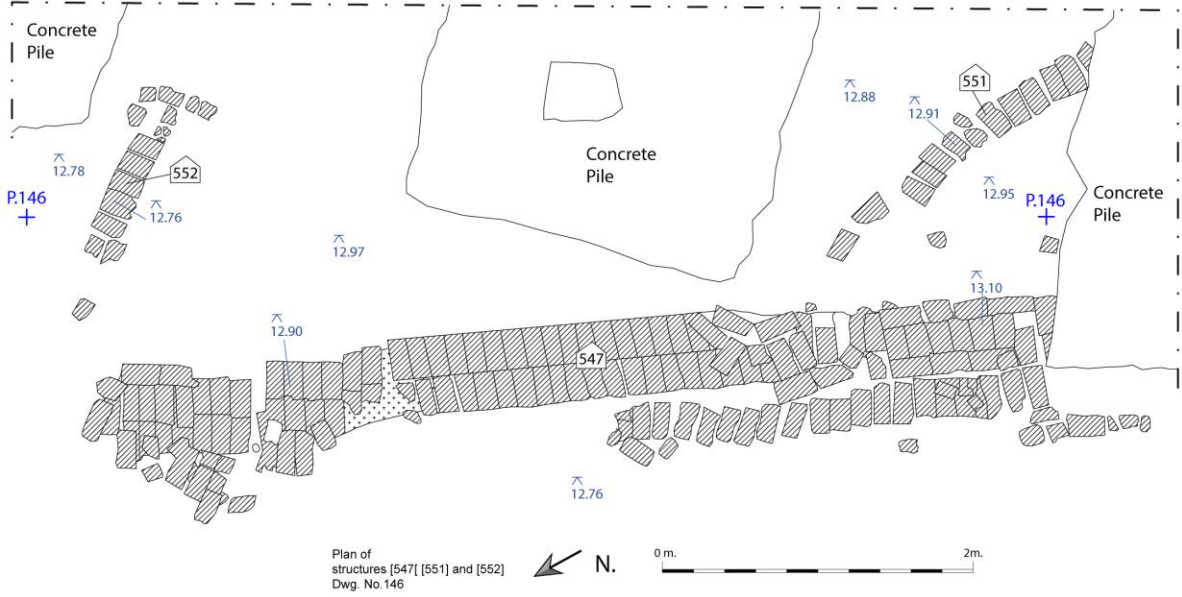 Concrete
Pile
551
12.88
12.91
Concrete
Pile
12.78
552
12.95
P.146
P.146
Concrete
Pile
12.76
12.97
13.10
12.90
547
12.76
Plan of
structures [547[ [551] and [552]
Dwg. No.146
N.
0 m.
2m.